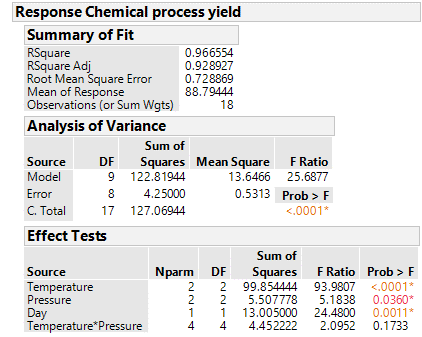 Response Chemical process yield
Summary of Fit
RSquare 0.966554
RSquare Adj 0.928927
Root Mean Square Error 0.728869
Mean of Response 88.79444
Observations (or Sum Wgts) 18
Analysis of Variance
Sum of
Source DF Squares Mean Square F Ratio
Model 9 122.81944 13.6466 25.6877
Error 8 4.25000 0.5313 Prob > F
C. Total 17 127.06944 <.0001*
Effect Tests
Sum of
Source Nparm DF Squares F Ratio Prob > F
Temperature 2 2 99.854444 93.9807 <.0001*
Pressure 2 2 5.507778 5.1838 0.0360*
Day 1 1 13.005000 24.4800 0.0011*
Temperature*Pressure 4 4 4.452222 2.0952 0.1733